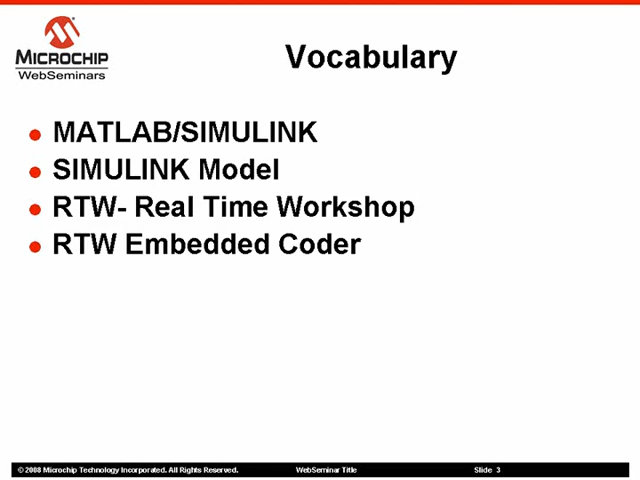 MICROCHIP
WebSeminars
Vocabulary
MATLAB/SIMULINK
SIMULINK Model
RTW- Real Time Workshop
RTW Embedded Coder
© 2008 Microchip Technology Incorporated. All Rights Reserved. WebSeminar Title Slide 3